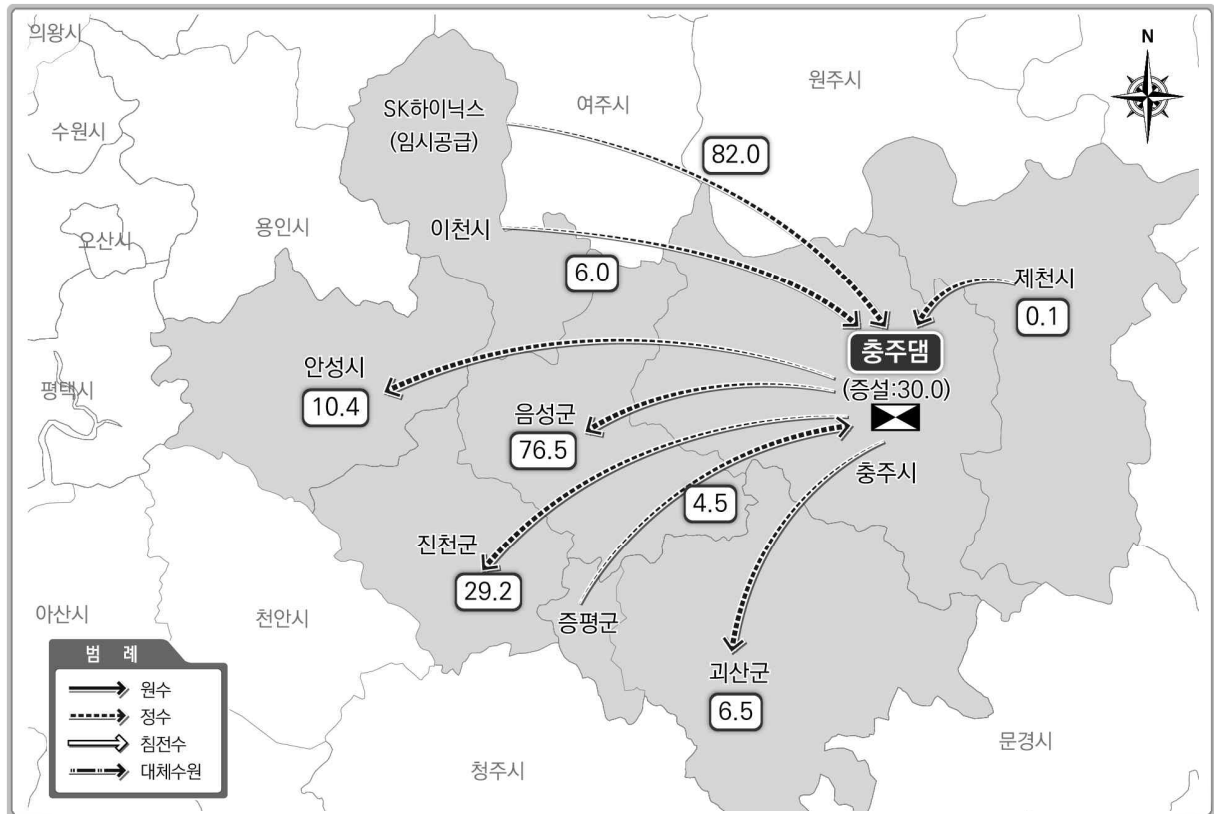 의왕시
N
원주시
SK하이닉스
(임시공급)
여주시
수원시
82.0
용인시
이천시
오산시
6.0
제천시
0.1
충주댐
(증설:30.0)
안성시
10.4
평택시
음성군
76.5
충주시
4.5
진천군
29.2
아산시
천안시
증평군
괴산군
6.5
문경시
청주시
범 례
원수
정수
침전수
대체수원